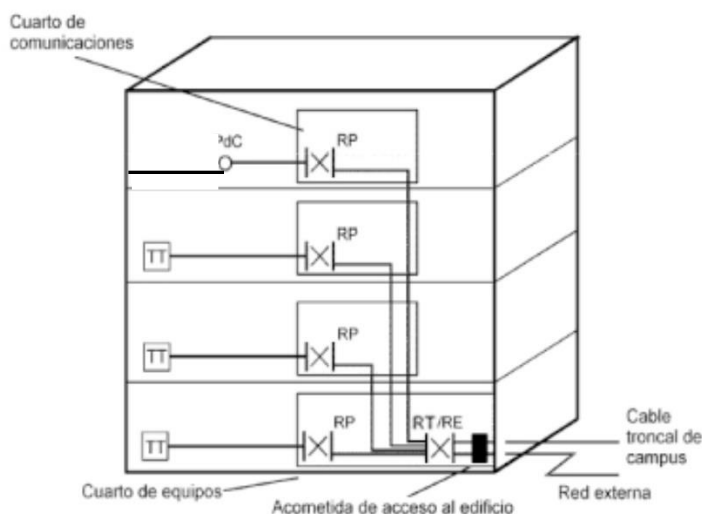 Cuarto de
comunicaciones
PdC
RP
RP
TT
RP
TT
RP
RT/RE
TT
Cable
troncal de
campus
Cuarto de equipos
Acometida de acceso al edificio
Red externa